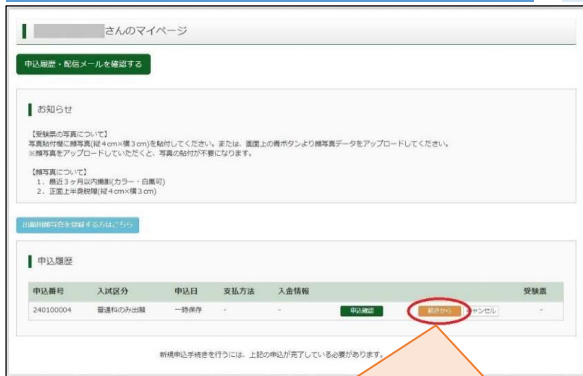 さんのマイページ
申込履歴・配信メールを確認する
お知らせ
【受験票の写真について】
写真貼付欄に顔写真(縦4cm×横3cm)を貼付してください。または、画面上の青ボタンより顔写真データをアップロードしてください。
※顔写真をアップロードしていただくと、写真の貼付が不要になります。
【顔写真について】
1．最近3ヶ月以内撮影(カラー・白黒可)
2．正面上半身脱帽(縦4cm×横3cm)
出願用顔写真を登録する方はこちら
申込履歴
申込番号 入試区分 申込日 支払方法 入金情報 受験票
240100004 普通科のみ出願 一時保存 - - 申込確認 続きから キャンセル -
新規申込手続きを行うには、上記の申込が完了している必要があります。